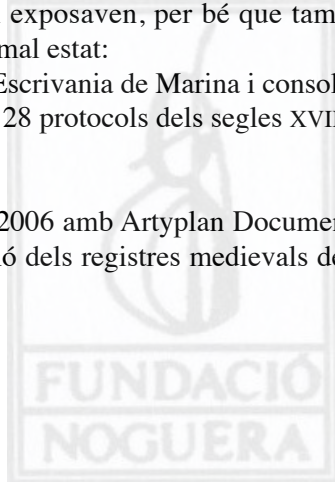 exposaven, per bé que tam
mal estat:
Escrivania de Marina i consol
28 protocols dels segles XVII
2006 amb Artyplan Documen
ó dels registres medievals de
FUNDACIÓ
NOGUERA